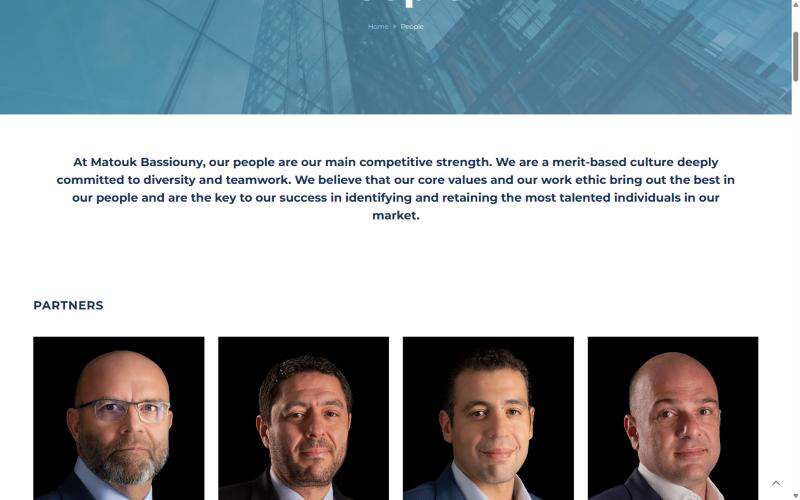 Home People
At Matouk Bassiouny, our people are our main competitive strength. We are a merit-based culture deeply
committed to diversity and teamwork. We believe that our core values and our work ethic bring out the best in
our people and are the key to our success in identifying and retaining the most talented individuals in our
market.
PARTNERS